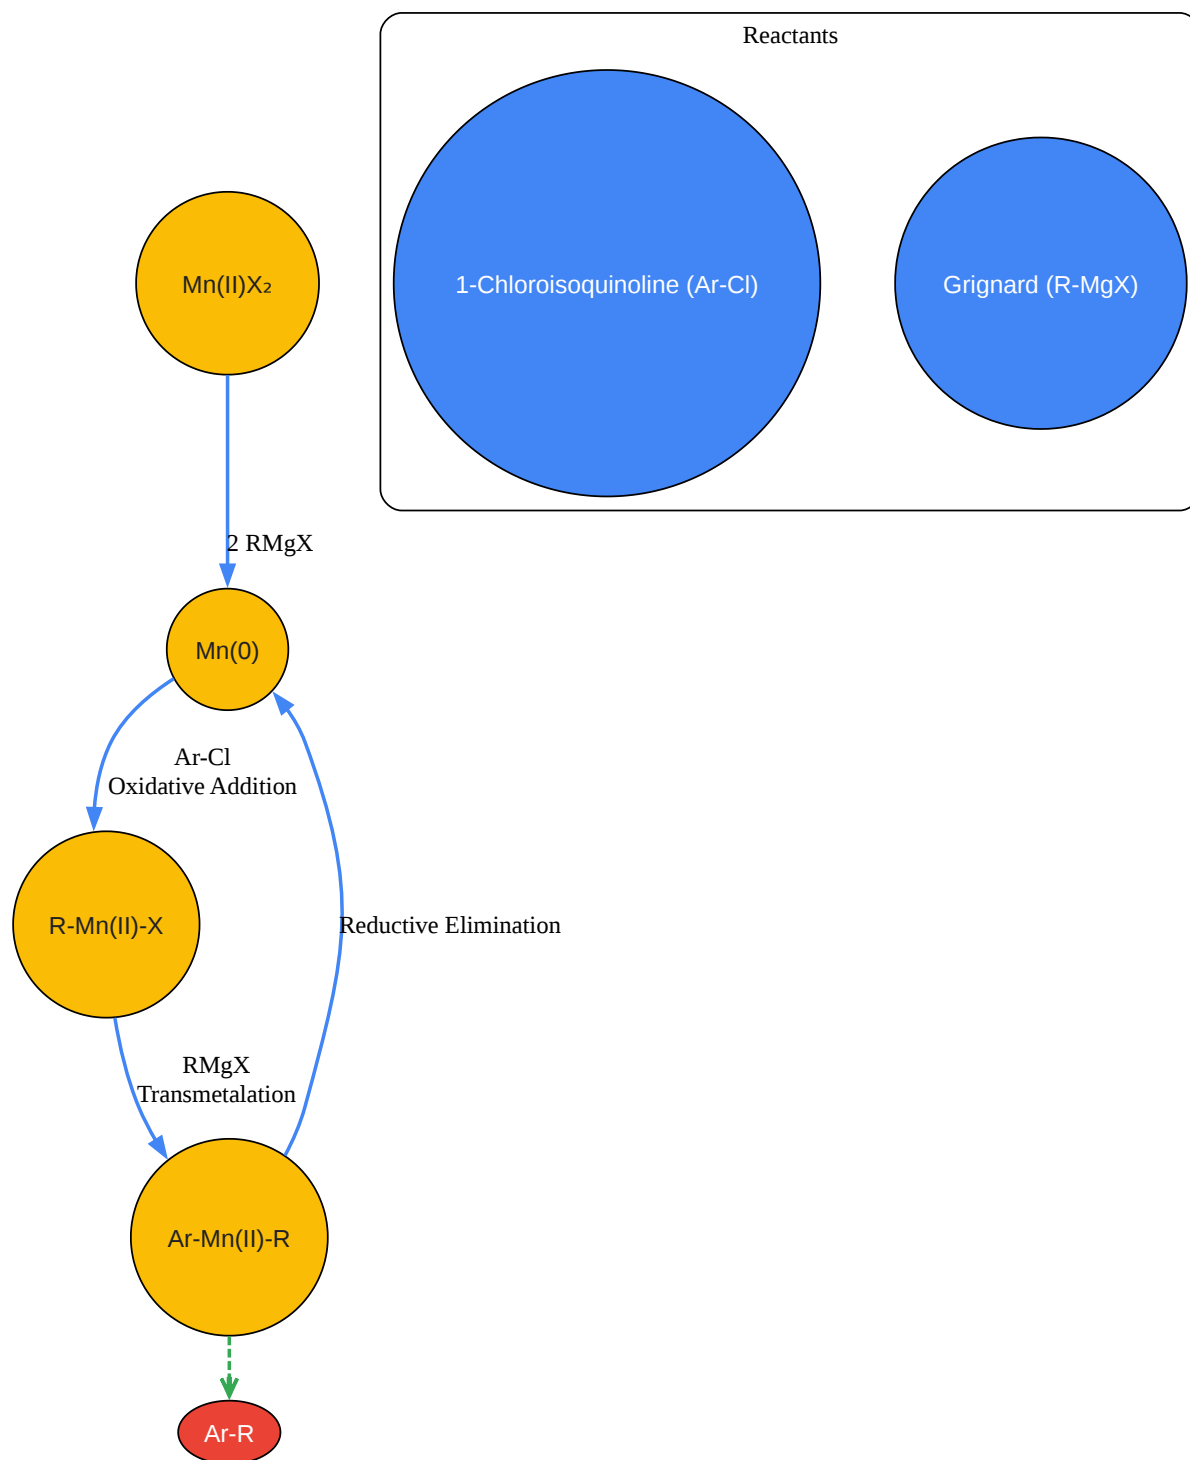 Reactants
Mn(II)X₂
1-Chloroisoquinoline (Ar-Cl)
Grignard (R-MgX)
2 RMgX
Mn(0)
Ar-Cl
Oxidative Addition
R-Mn(II)-X
Reductive Elimination
RMgX
Transmetalation
Ar-Mn(II)-R
Ar-R